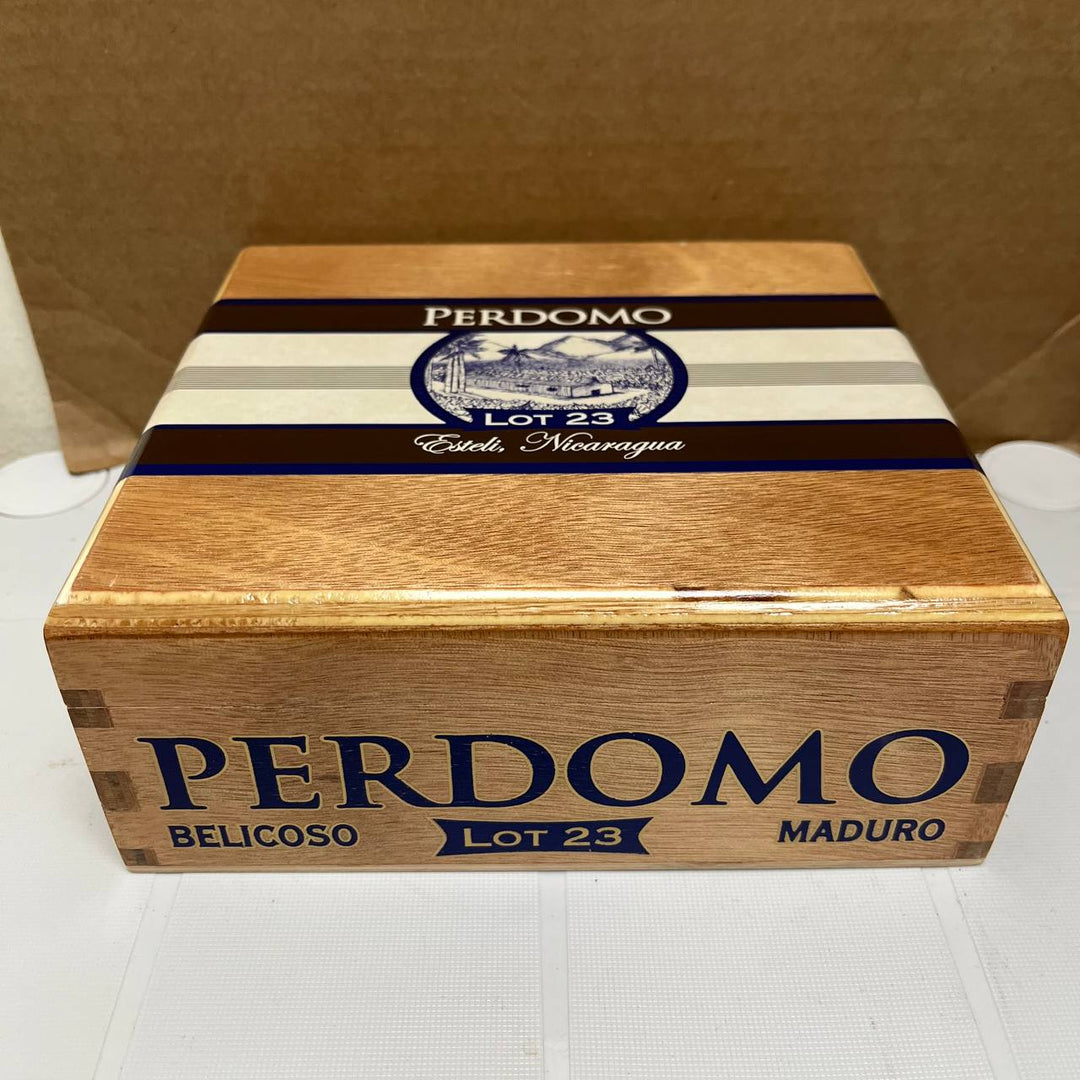 PERDOMO
LOT 23
Esteli, Nicaragua
PERDOMO
BELICOSO LOT 23 MADURO